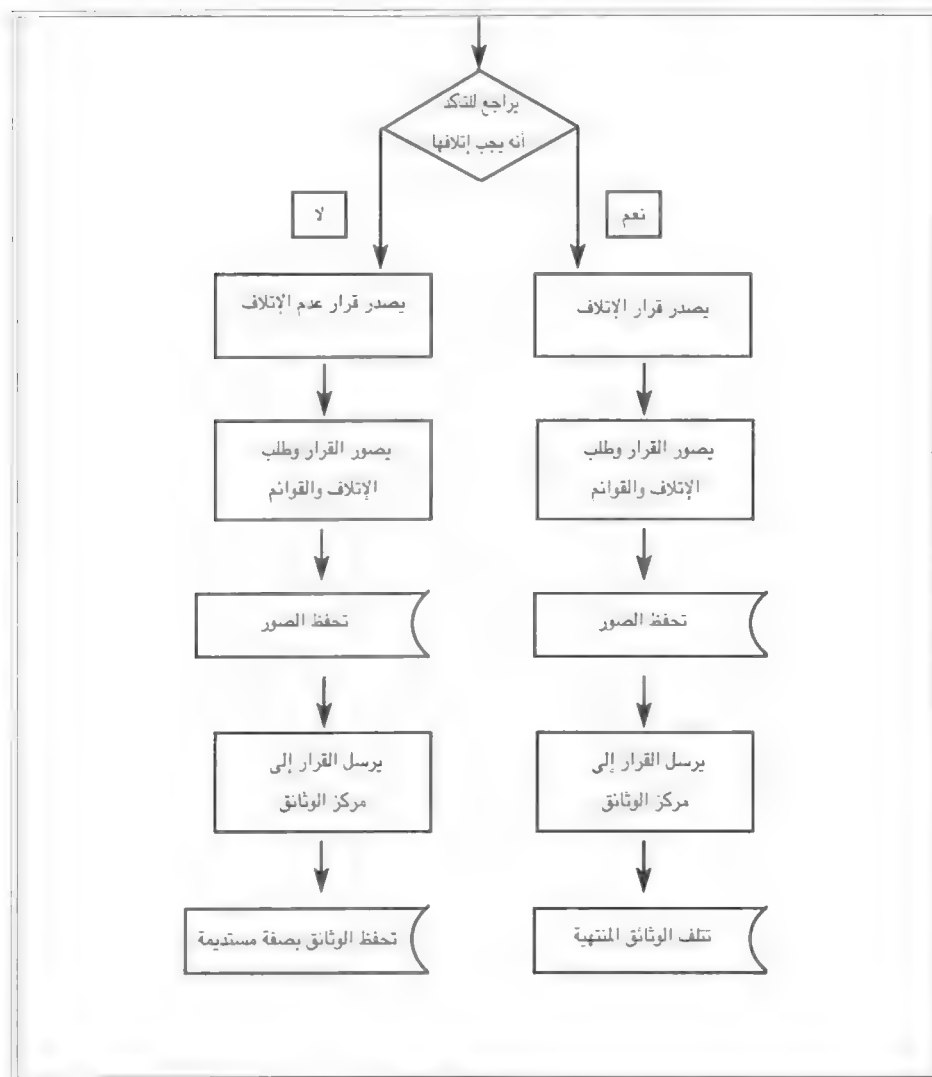 يراجع للتأكد
أنه يجب إتلافها
نعم
لا
يصدر قرار الإتلاف
يصدر قرار عدم الإتلاف
يصور القرار وطلب
الإتلاف والقوائم
يصور القرار وطلب
الإتلاف والقوائم
تحفظ الصور
تحفظ الصور
يرسل القرار إلى
مركز الوثائق
يرسل القرار إلى
مركز الوثائق
تتلف الوثائق المنتهية
تحفظ الوثائق بصفة مستديمة